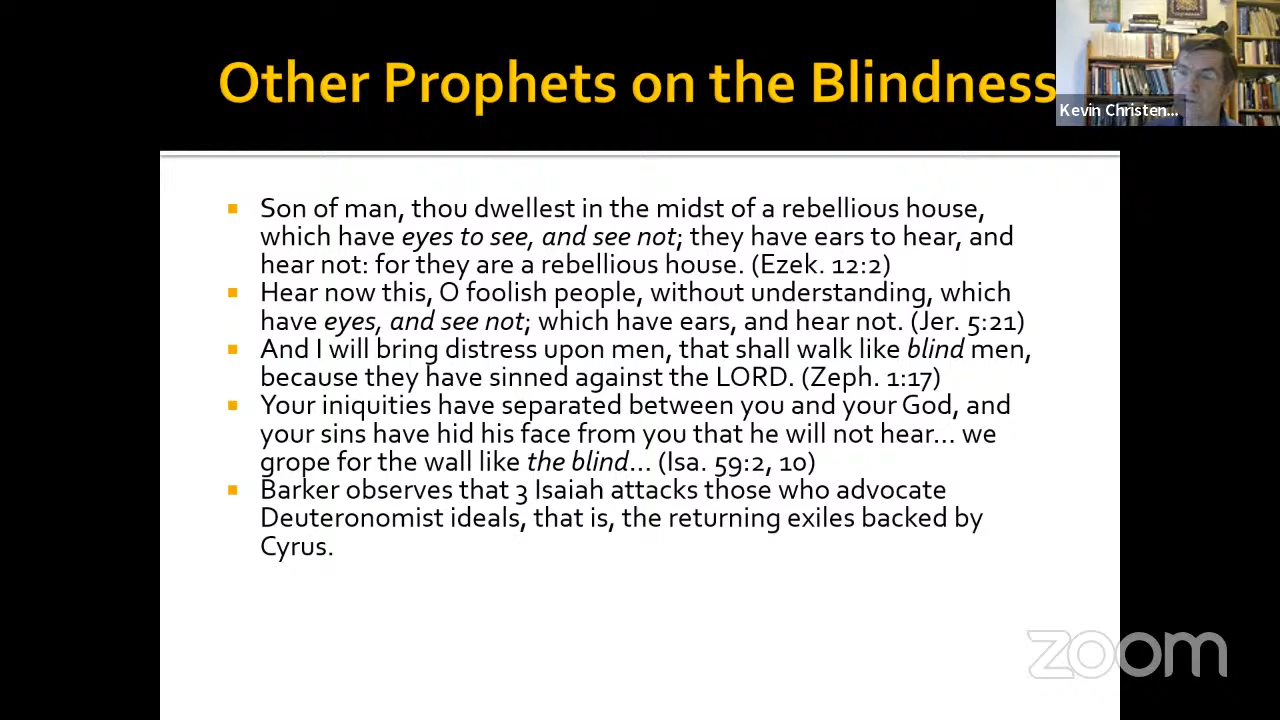 Other Prophets on the Blindness
Kevin Christen...
■ Son of man, thou dwellest in the midst of a rebellious house,
which have eyes to see, and see not; they have ears to hear, and
hear not: for they are a rebellious house. (Ezek. 12:2)
■ Hear now this, O foolish people, without understanding, which
have eyes, and see not; which have ears, and hear not. (Jer. 5:21)
■ And I will bring distress upon men, that shall walk like blind men,
because they have sinned against the LORD. (Zeph. 1:17)
■ Your iniquities have separated between you and your God, and
your sins have hid his face from you that he will not hear… we
grope for the wall like the blind… (Isa. 59:2, 10)
■ Barker observes that 3 Isaiah attacks those who advocate
Deuteronomist ideals, that is, the returning exiles backed by
Cyrus.
zoom